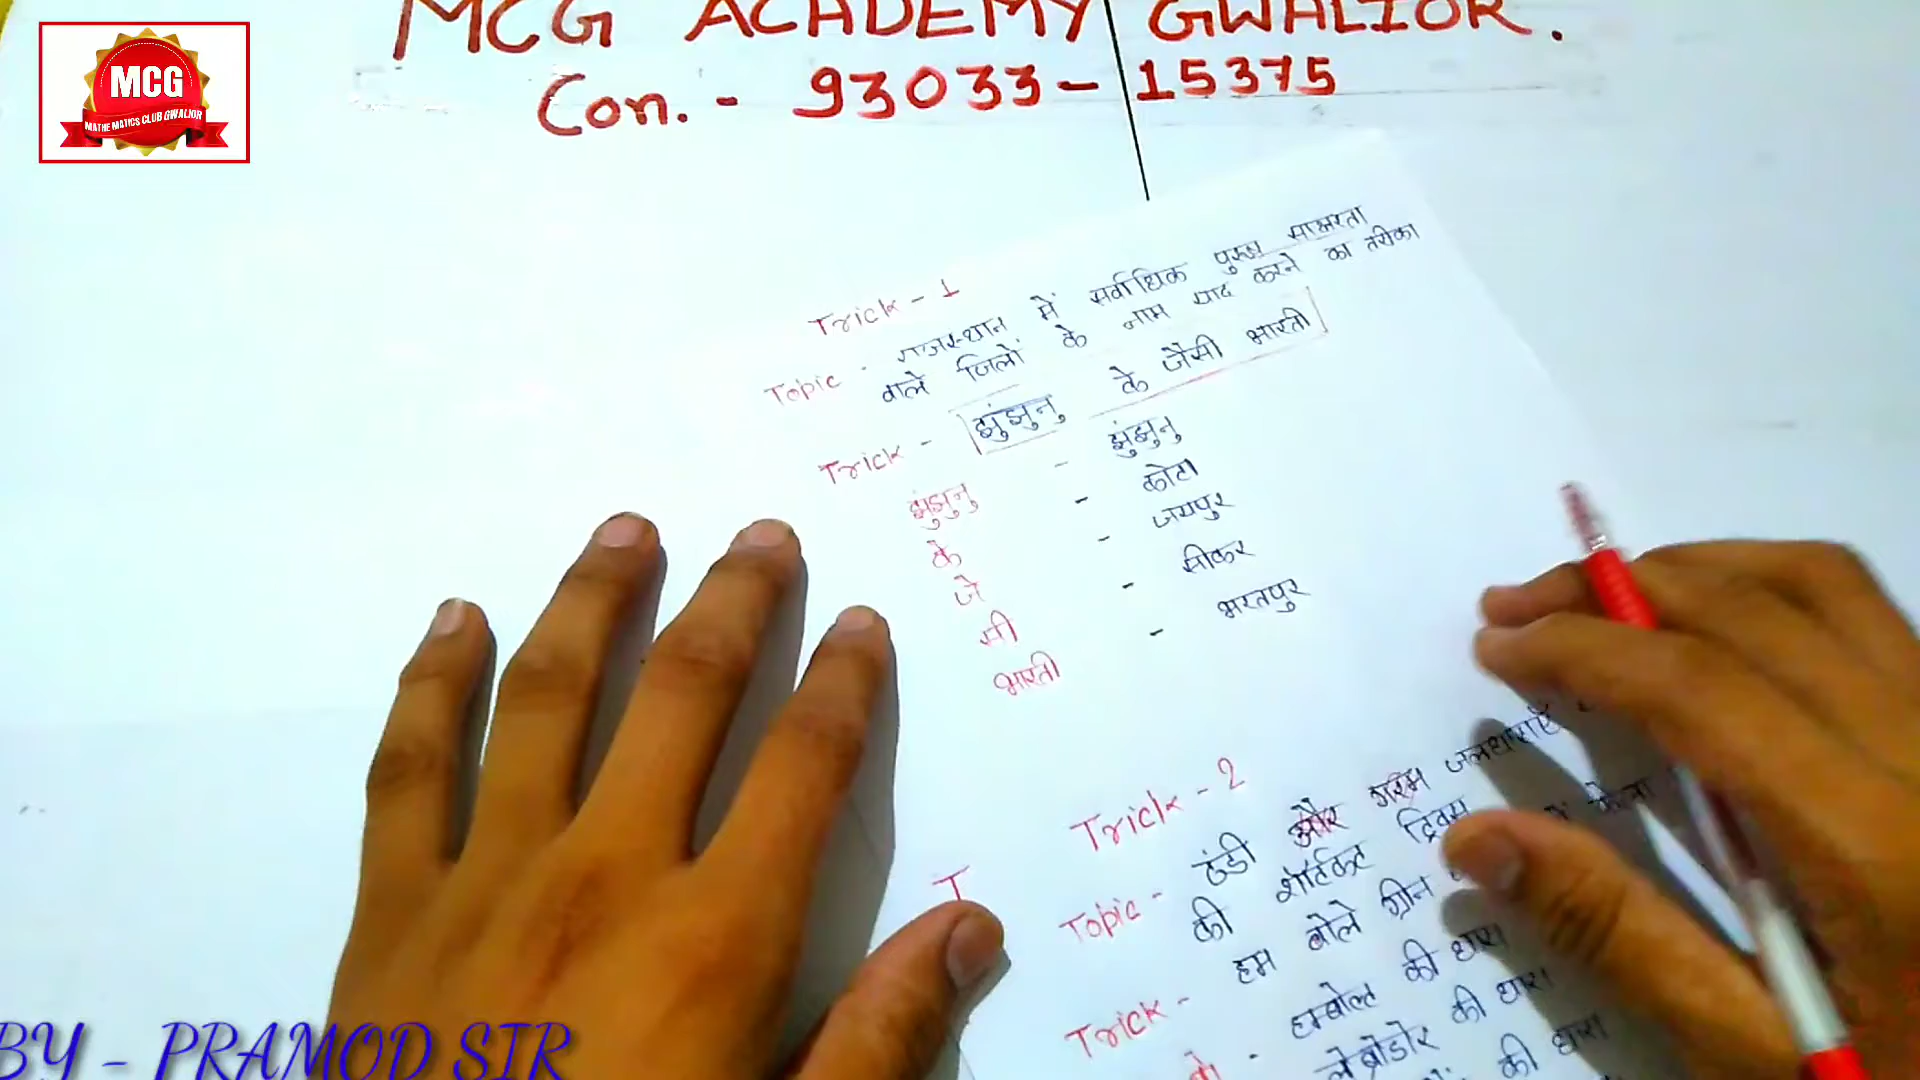 MCG ACADEMY GWALIOR.
Con. - 93033-15375
MCG
MATHEMATICS CLUB GWALIOR
Trick - 1
Topic - राजस्थान में सर्वाधिक पुरुष साक्षरता
वाले जिलों के नाम याद करने का तरीका
Trick - झुंझुनु के जैसी भारती
झुंझुनु - झुंझुनु
के - कोटा
जे - जयपुर
सी - सीकर
भारती - भरतपुर
Trick - 2
Topic - ठंडी और गरम जलधाराएँ
की शॉर्टकट ट्रिक्स
Trick - हम बोले ग्रीन
- हम्बोल्ट की धारा
- लेब्रोडोर की धारा
की धारा
T
BY - PRAMOD SIR